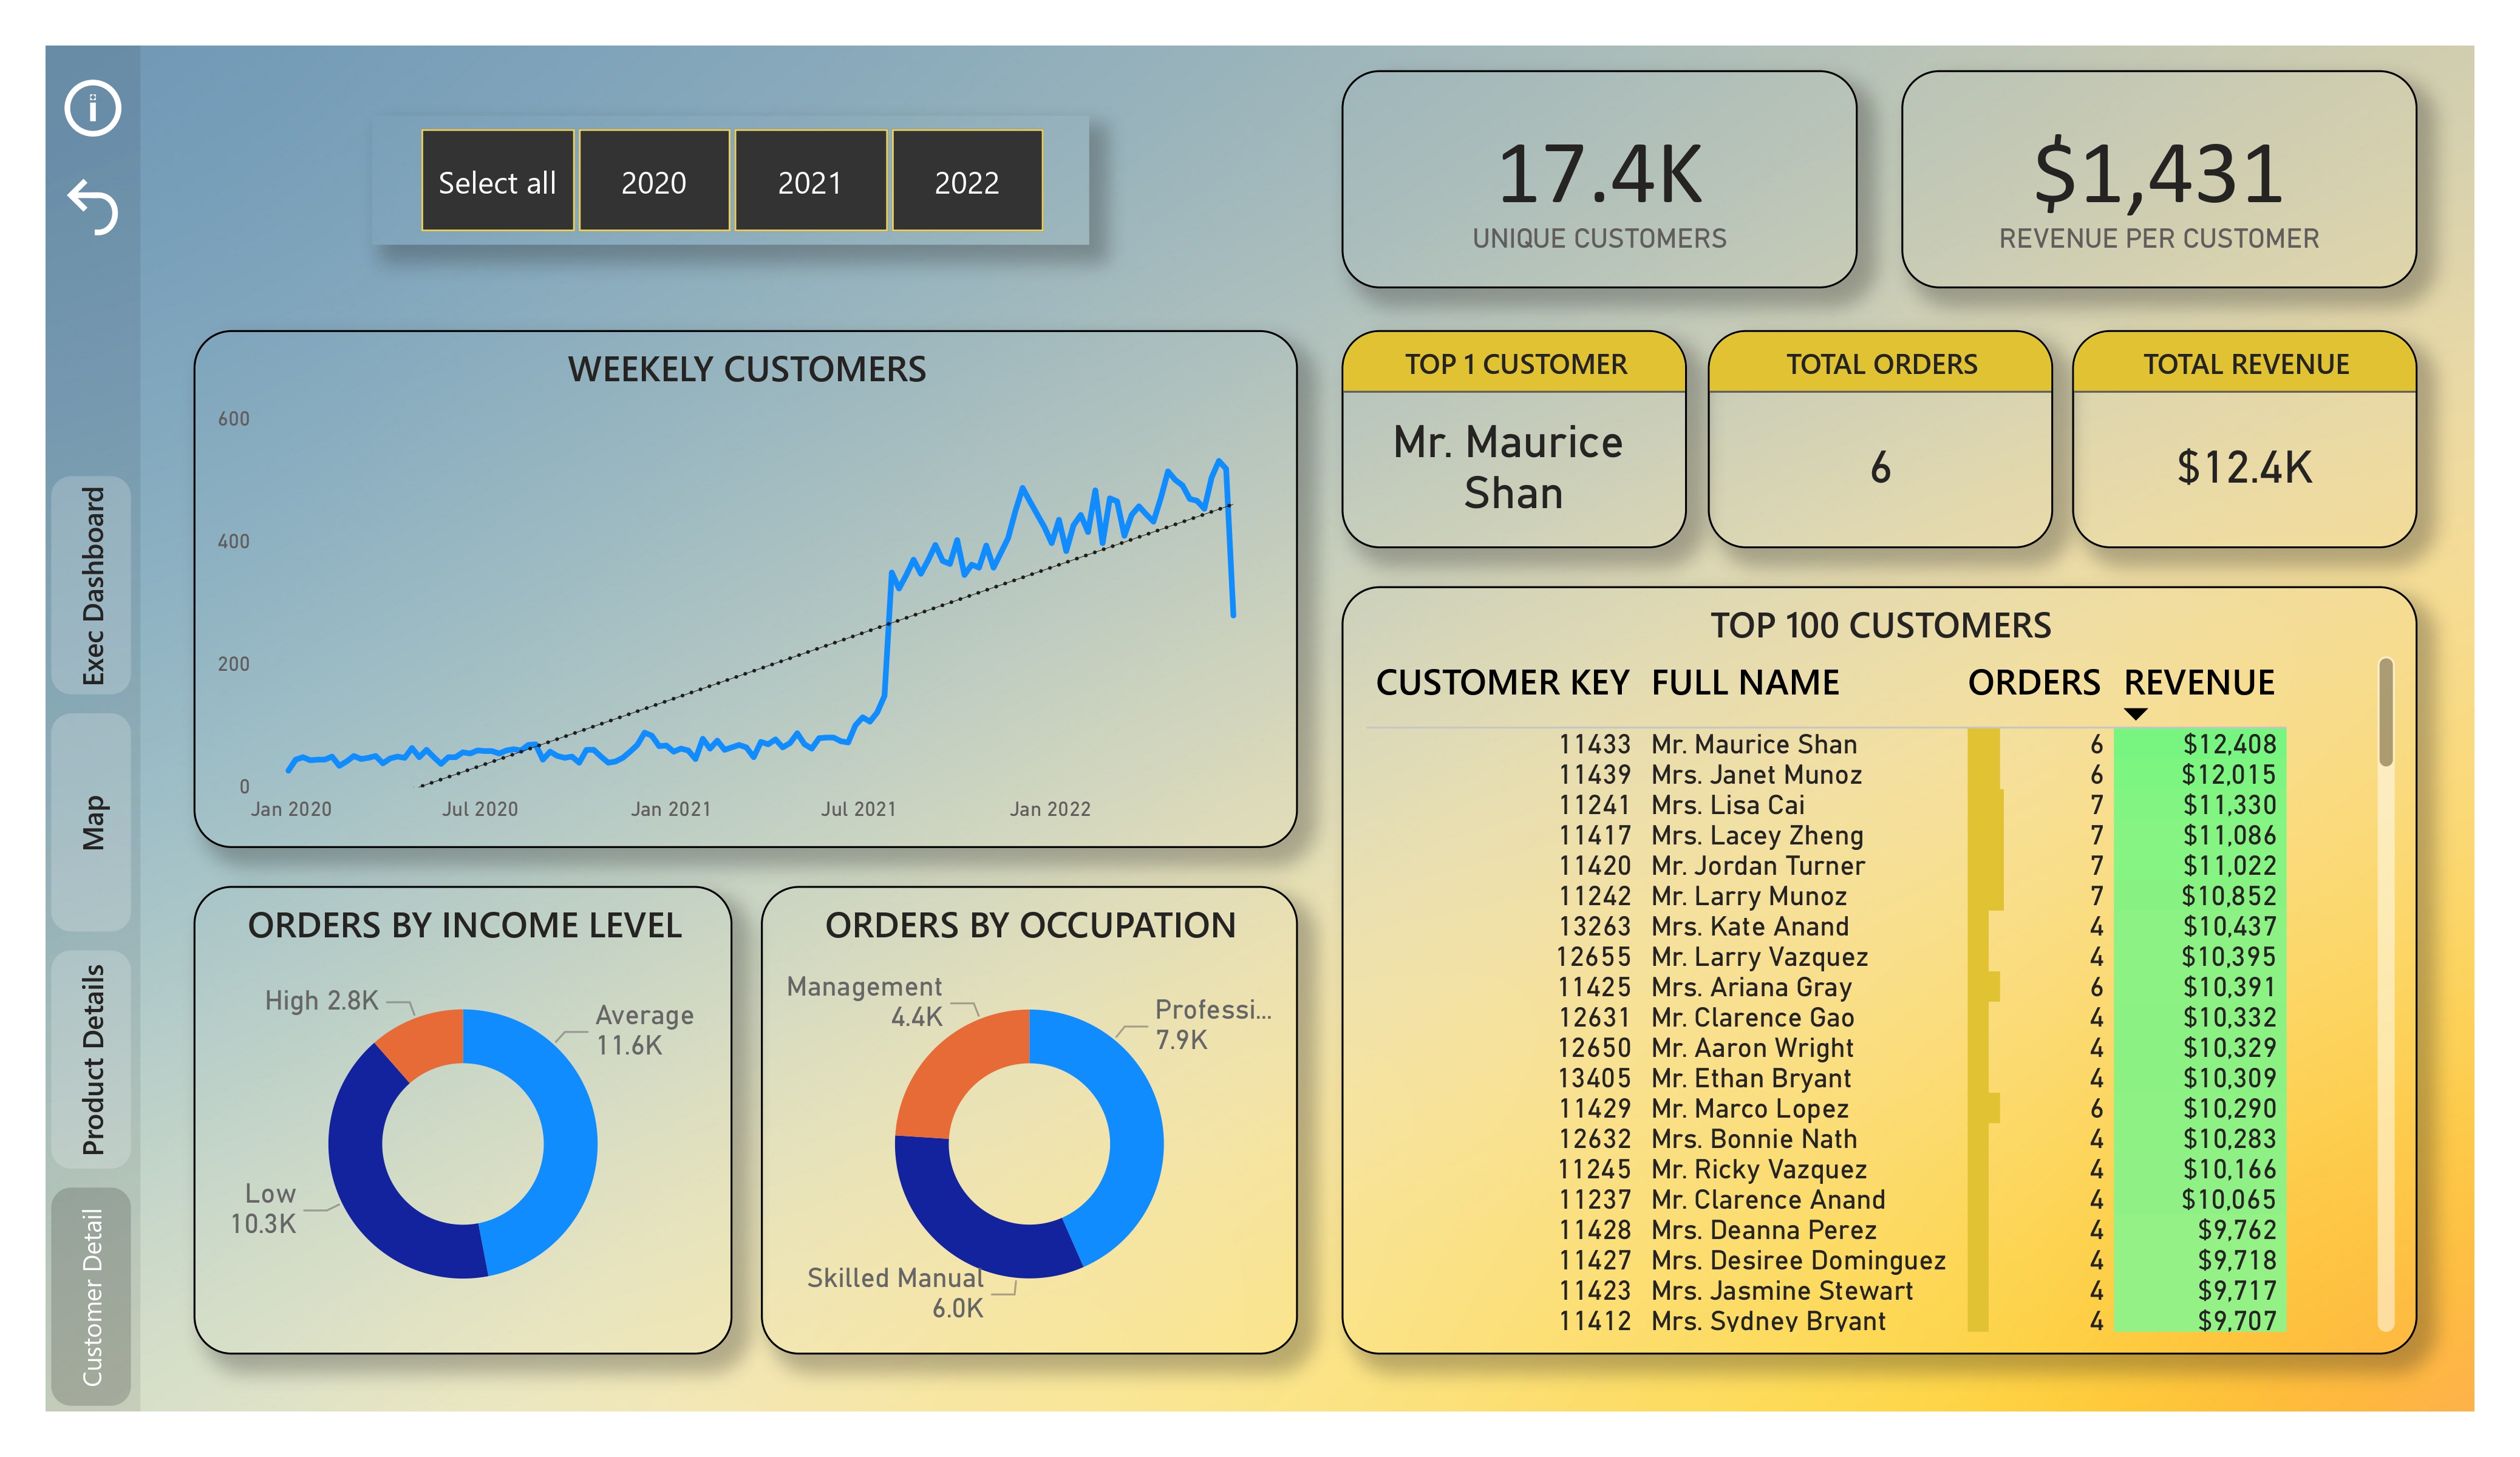 Select all
2020
2021
2022
17.4K
UNIQUE CUSTOMERS
$1,431
REVENUE PER CUSTOMER
Exec Dashboard
Map
Product Details
Customer Detail
WEEKELY CUSTOMERS
600
400
200
0
Jan 2020
Jul 2020
Jan 2021
Jul 2021
Jan 2022
TOP 1 CUSTOMER
Mr. Maurice
Shan
TOTAL ORDERS
6
TOTAL REVENUE
$12.4K
ORDERS BY INCOME LEVEL
High 2.8K
Average
11.6K
Low
10.3K
ORDERS BY OCCUPATION
Management
4.4K
Professi...
7.9K
Skilled Manual
6.0K
TOP 100 CUSTOMERS
CUSTOMER KEY FULL NAME ORDERS REVENUE
11433 Mr. Maurice Shan 6 $12,408
11439 Mrs. Janet Munoz 6 $12,015
11241 Mrs. Lisa Cai 7 $11,330
11417 Mrs. Lacey Zheng 7 $11,086
11420 Mr. Jordan Turner 7 $11,022
11242 Mr. Larry Munoz 7 $10,852
13263 Mrs. Kate Anand 4 $10,437
12655 Mr. Larry Vazquez 4 $10,395
11425 Mrs. Ariana Gray 6 $10,391
12631 Mr. Clarence Gao 4 $10,332
12650 Mr. Aaron Wright 4 $10,329
13405 Mr. Ethan Bryant 4 $10,309
11429 Mr. Marco Lopez 6 $10,290
12632 Mrs. Bonnie Nath 4 $10,283
11245 Mr. Ricky Vazquez 4 $10,166
11237 Mr. Clarence Anand 4 $10,065
11428 Mrs. Deanna Perez 4 $9,762
11427 Mrs. Desiree Dominguez 4 $9,718
11423 Mrs. Jasmine Stewart 4 $9,717
11412 Mrs. Sydney Bryant 4 $9,707